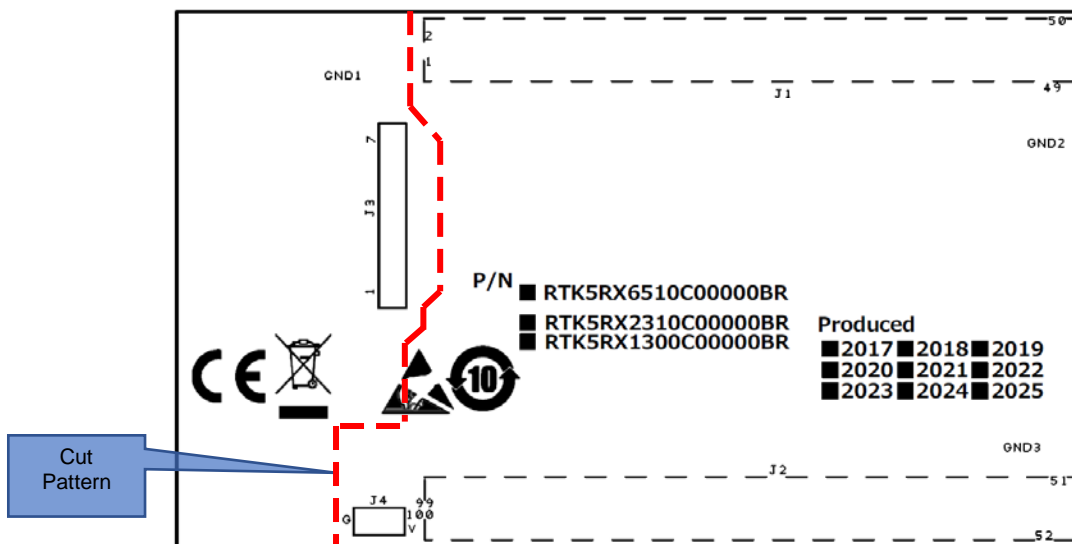 50
2
1
GND1
49
J1
GND2
7
J3
1
P/N
RTK5RX6510C00000BR
RTK5RX2310C00000BR
RTK5RX1300C00000BR
Produced
2017 2018 2019
2020 2021 2022
2023 2024 2025
CE
10
GND3
Cut
Pattern
J2
51
J4
99
100
G
V
52